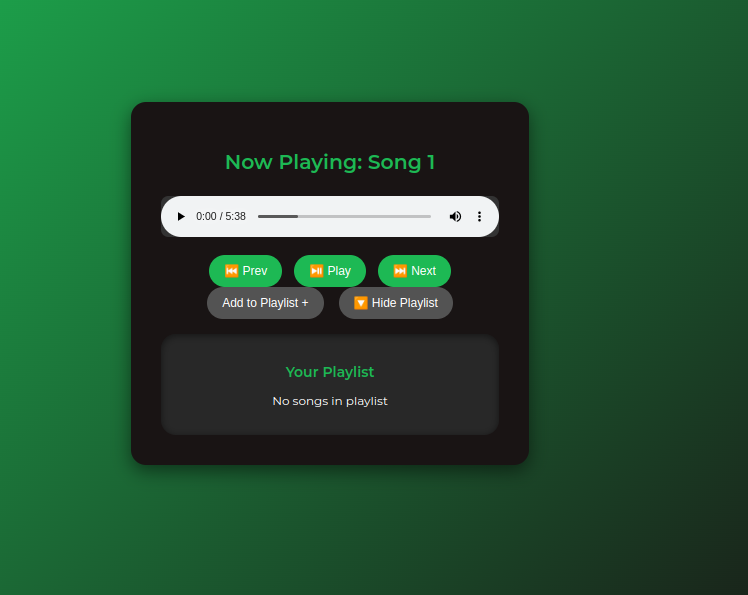 Now Playing: Song 1
0:00 / 5:38
⏮️ Prev ⏯️ Play ⏭️ Next
Add to Playlist + 🔽 Hide Playlist
Your Playlist
No songs in playlist